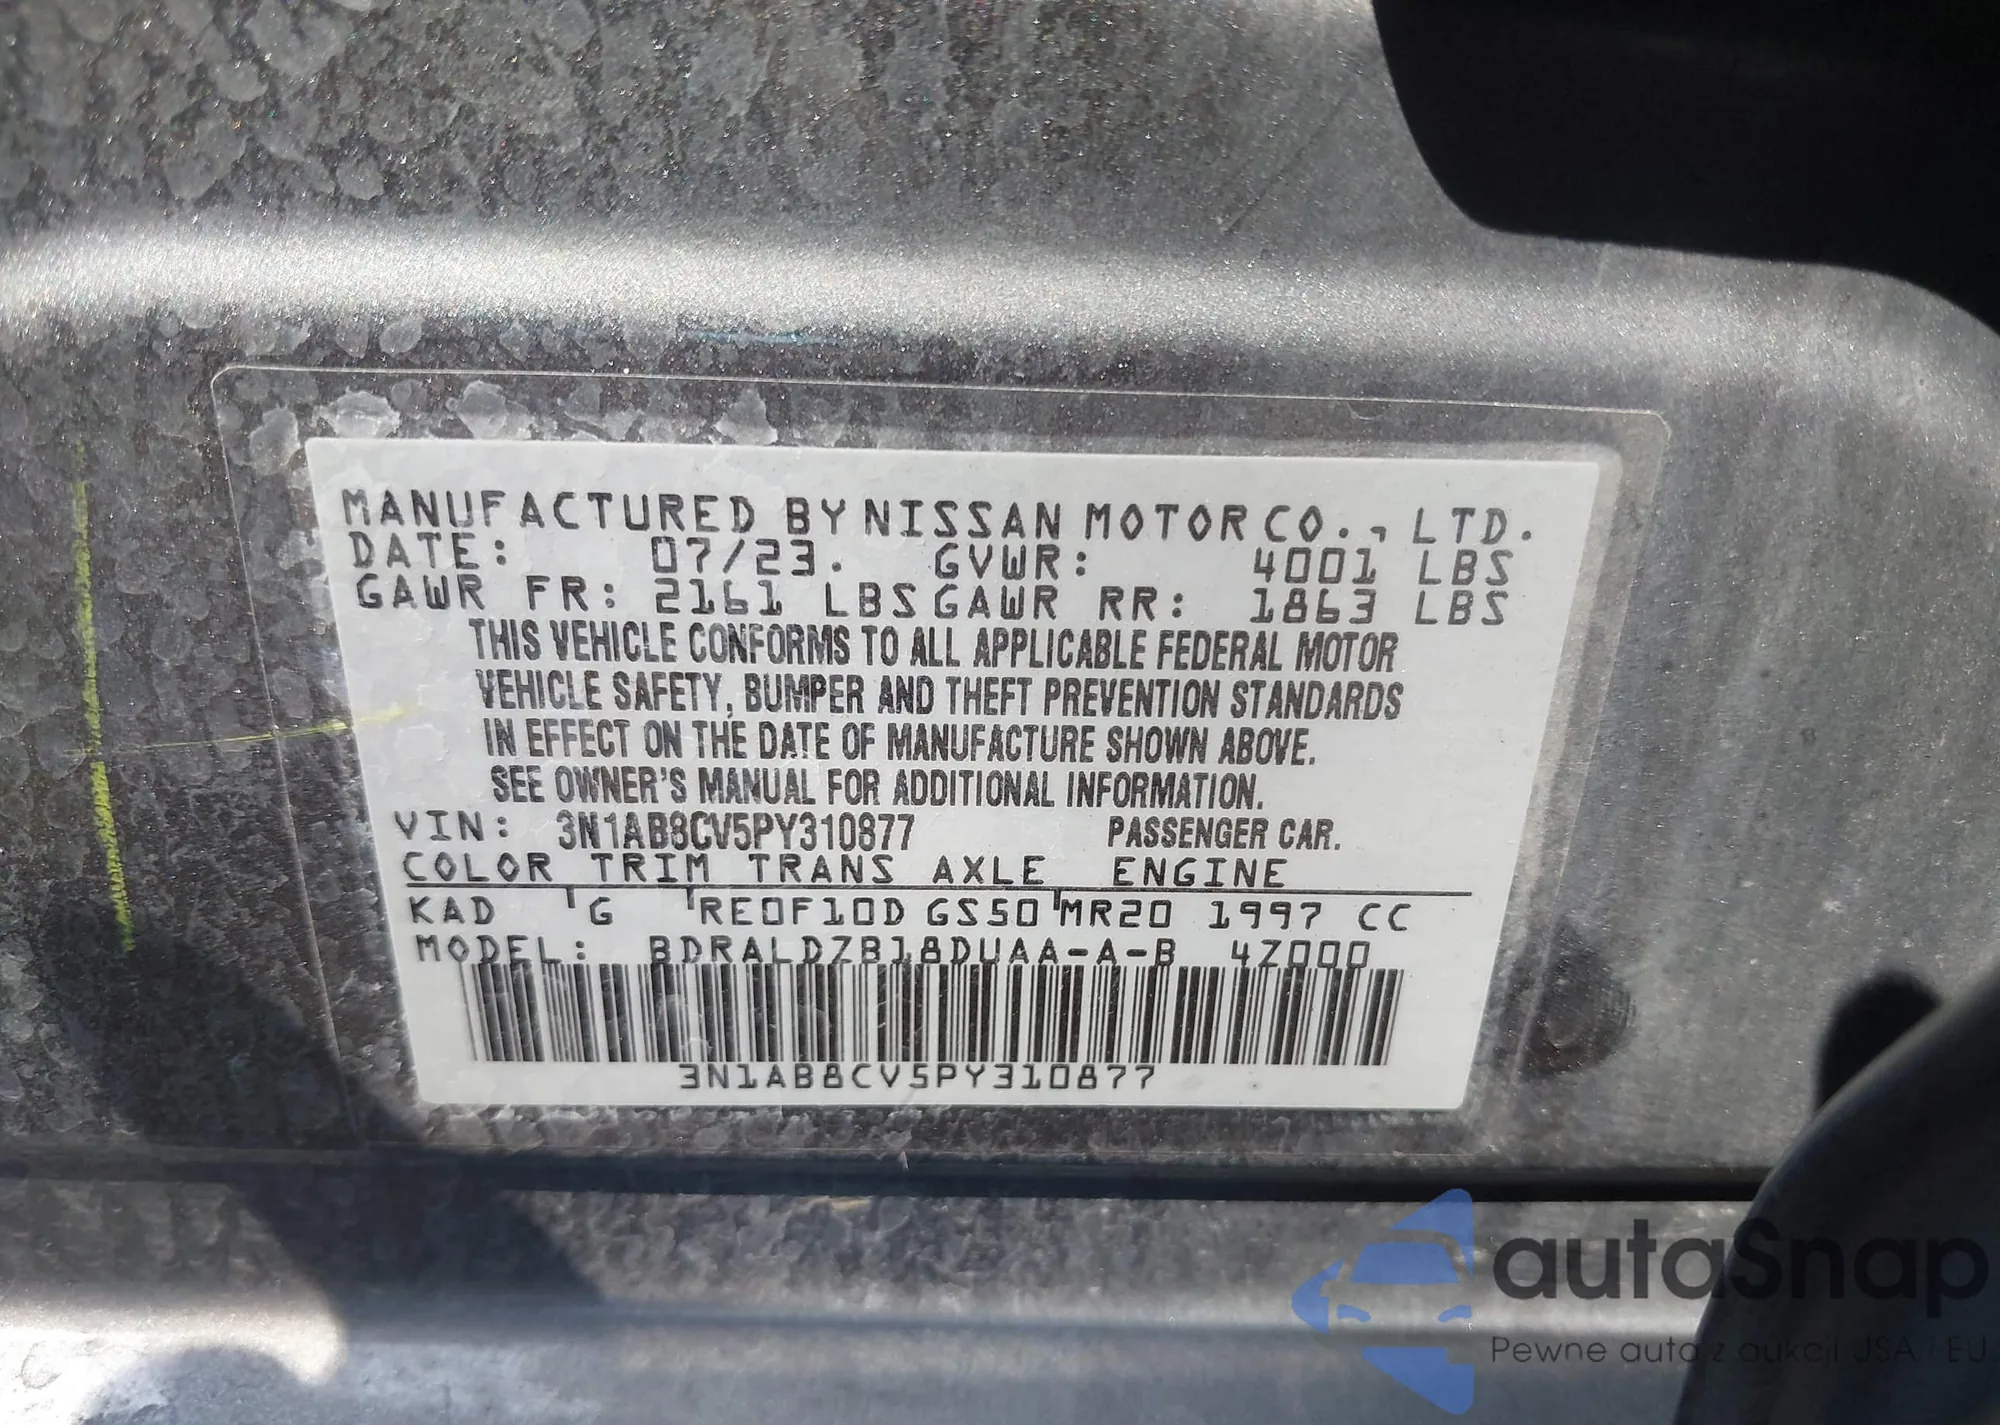 MANUFACTURED BY NISSAN MOTOR CO., LTD.
DATE: 07/23. GVWR: 4001 LBS
GAWR FR: 2161 LBS GAWR RR: 1863 LBS
THIS VEHICLE CONFORMS TO ALL APPLICABLE FEDERAL MOTOR
VEHICLE SAFETY, BUMPER AND THEFT PREVENTION STANDARDS
IN EFFECT ON THE DATE OF MANUFACTURE SHOWN ABOVE.
SEE OWNER'S MANUAL FOR ADDITIONAL INFORMATION.
VIN: 3N1AB8CV5PY310877 PASSENGER CAR.
COLOR TRIM TRANS AXLE ENGINE
KAD G RE0F10D GS50 MR20 1997 CC
MODEL: BDRALDZB18DUAA-A-B 4Z000
3N1AB8CV5PY310877
autaSnap
Pewne auta z aukcji USA i EU